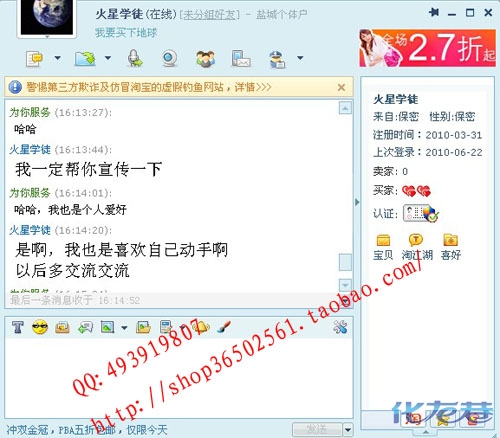 火星学徒(在线) [未分组好友] - 盐城个体户
我要买下地球
全场2.7折起
警惕第三方欺诈及仿冒淘宝的虚假钓鱼网站，详情>>>
为你服务 (16:13:27):
哈哈
火星学徒 (16:13:44):
我一定帮你宣传一下
为你服务 (16:14:01):
哈哈，我也是个人爱好
火星学徒 (16:14:20):
是啊，我也是喜欢自己动手啊
以后多交流交流
最后一条消息收于 16:14:52
火星学徒
来自:保密 性别:保密
注册时间：2010-03-31
上次登录：2010-06-22
卖家: 0
买家:
认证:
宝贝 淘江湖 喜好
QQ:493919807
http://shop36502561.taobao.com/
冲双金冠，PBA五折包邮，仅限今天
发送
淘
化龙巷